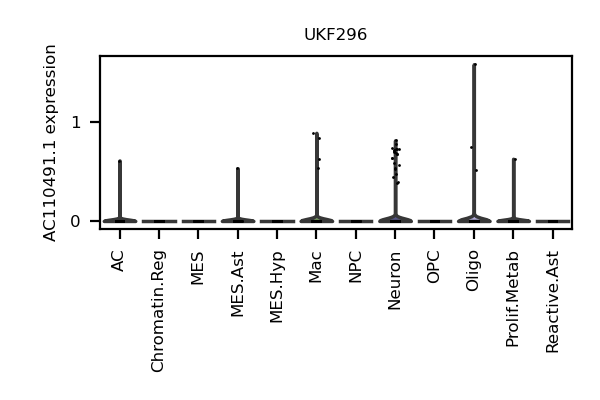 UKF296
AC110491.1 expression
1
0
AC
Chromatin.Reg
MES
MES.Ast
MES.Hyp
Mac
NPC
Neuron
OPC
Oligo
Prolif.Metab
Reactive.Ast